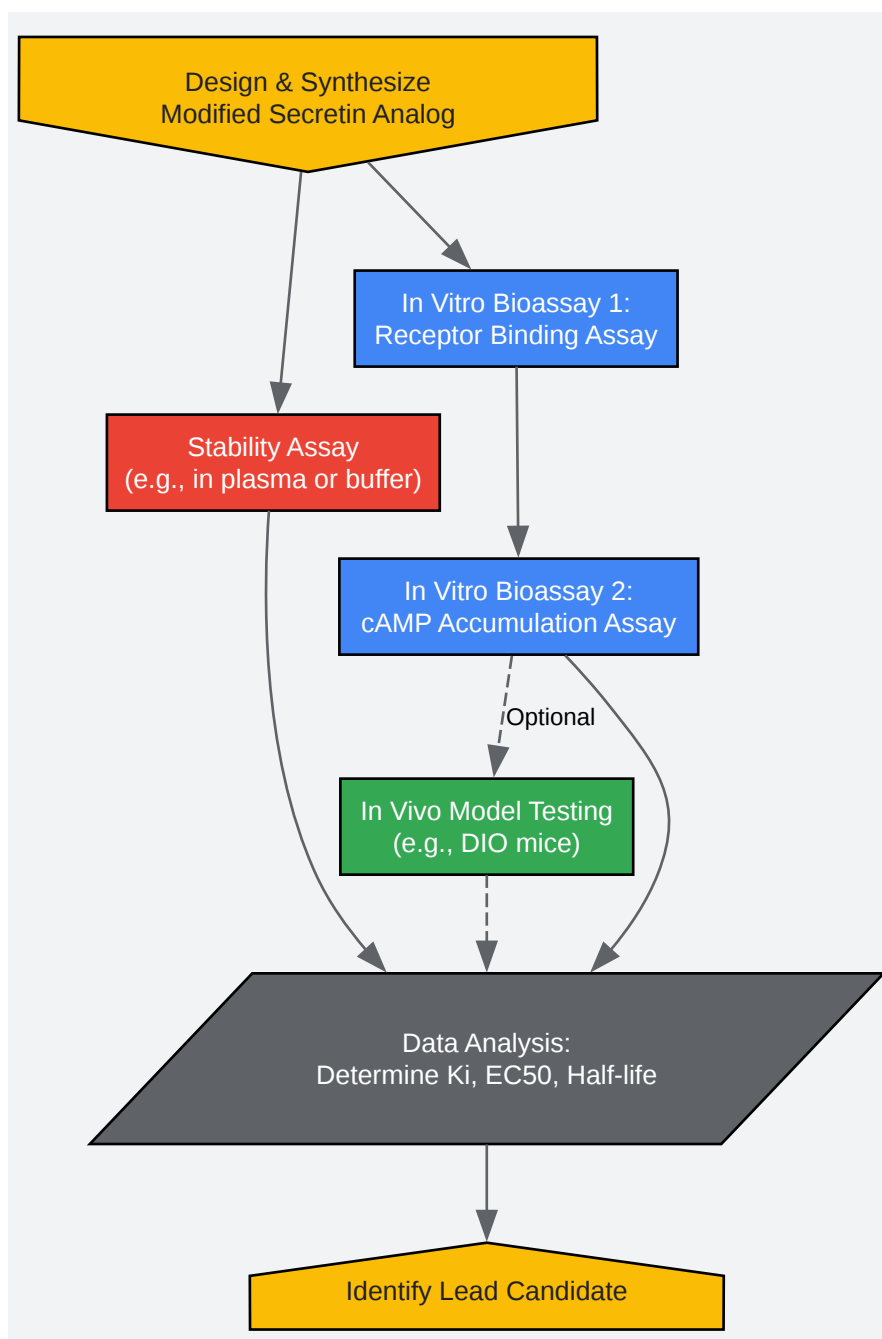 Design & Synthesize
Modified Secretin Analog
In Vitro Bioassay 1:
Receptor Binding Assay
Stability Assay
(e.g., in plasma or buffer)
In Vitro Bioassay 2:
cAMP Accumulation Assay
Optional
In Vivo Model Testing
(e.g., DIO mice)
Data Analysis:
Determine Ki, EC50, Half-life
Identify Lead Candidate